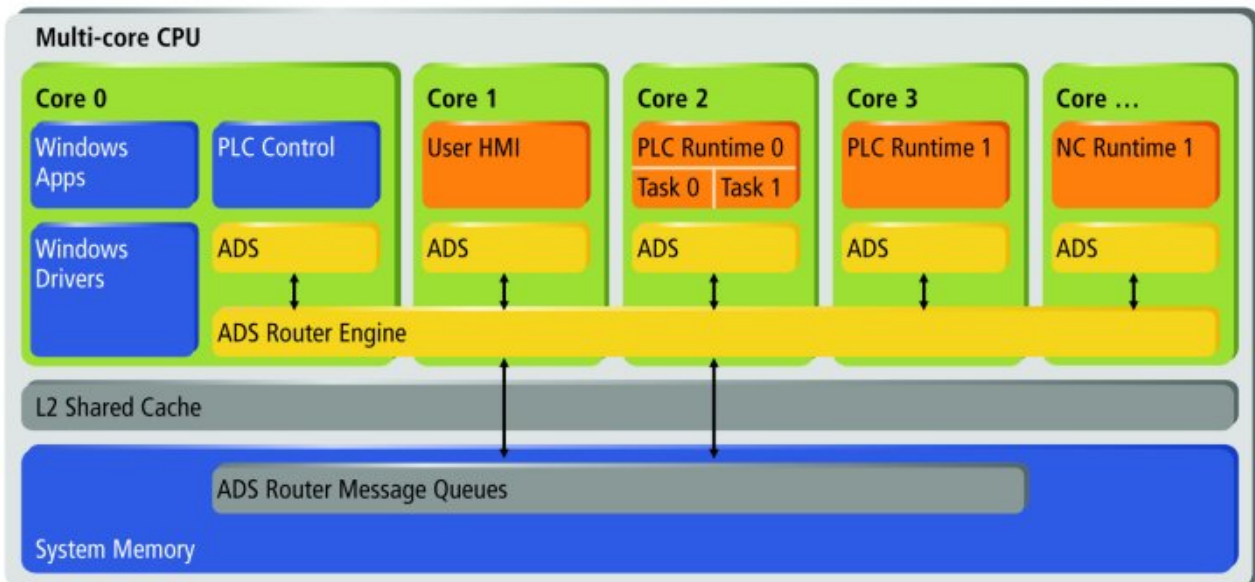 Multi-core CPU
Core 0
Core 1
Core 2
Core 3
Core ...
Windows
Apps
PLC Control
User HMI
PLC Runtime 0
Task 0
Task 1
PLC Runtime 1
NC Runtime 1
Windows
Drivers
ADS
ADS
ADS
ADS
ADS
ADS Router Engine
L2 Shared Cache
ADS Router Message Queues
System Memory